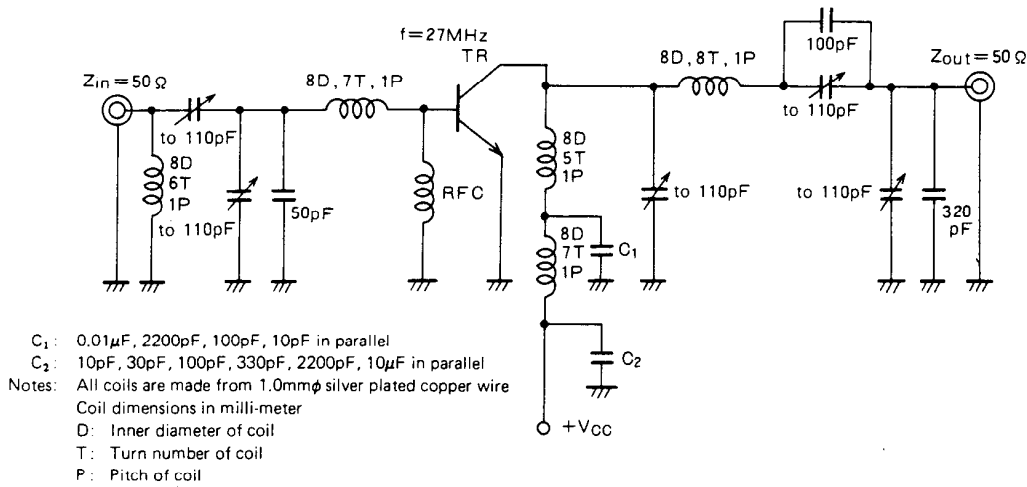 f=27MHz
TR
Zin=50Ω
to 110pF
8D, 7T, 1P
8D
6T
1P
to 110pF
50pF
RFC
8D
5T
1P
8D
7T
1P
C₁
C₂
+VCC
8D, 8T, 1P
100pF
to 110pF
Zout=50Ω
to 110pF
to 110pF
320
pF
C₁: 0.01μF, 2200pF, 100pF, 10pF in parallel
C₂: 10pF, 30pF, 100pF, 330pF, 2200pF, 10μF in parallel
Notes: All coils are made from 1.0mmφ silver plated copper wire
Coil dimensions in milli-meter
D: Inner diameter of coil
T: Turn number of coil
P: Pitch of coil